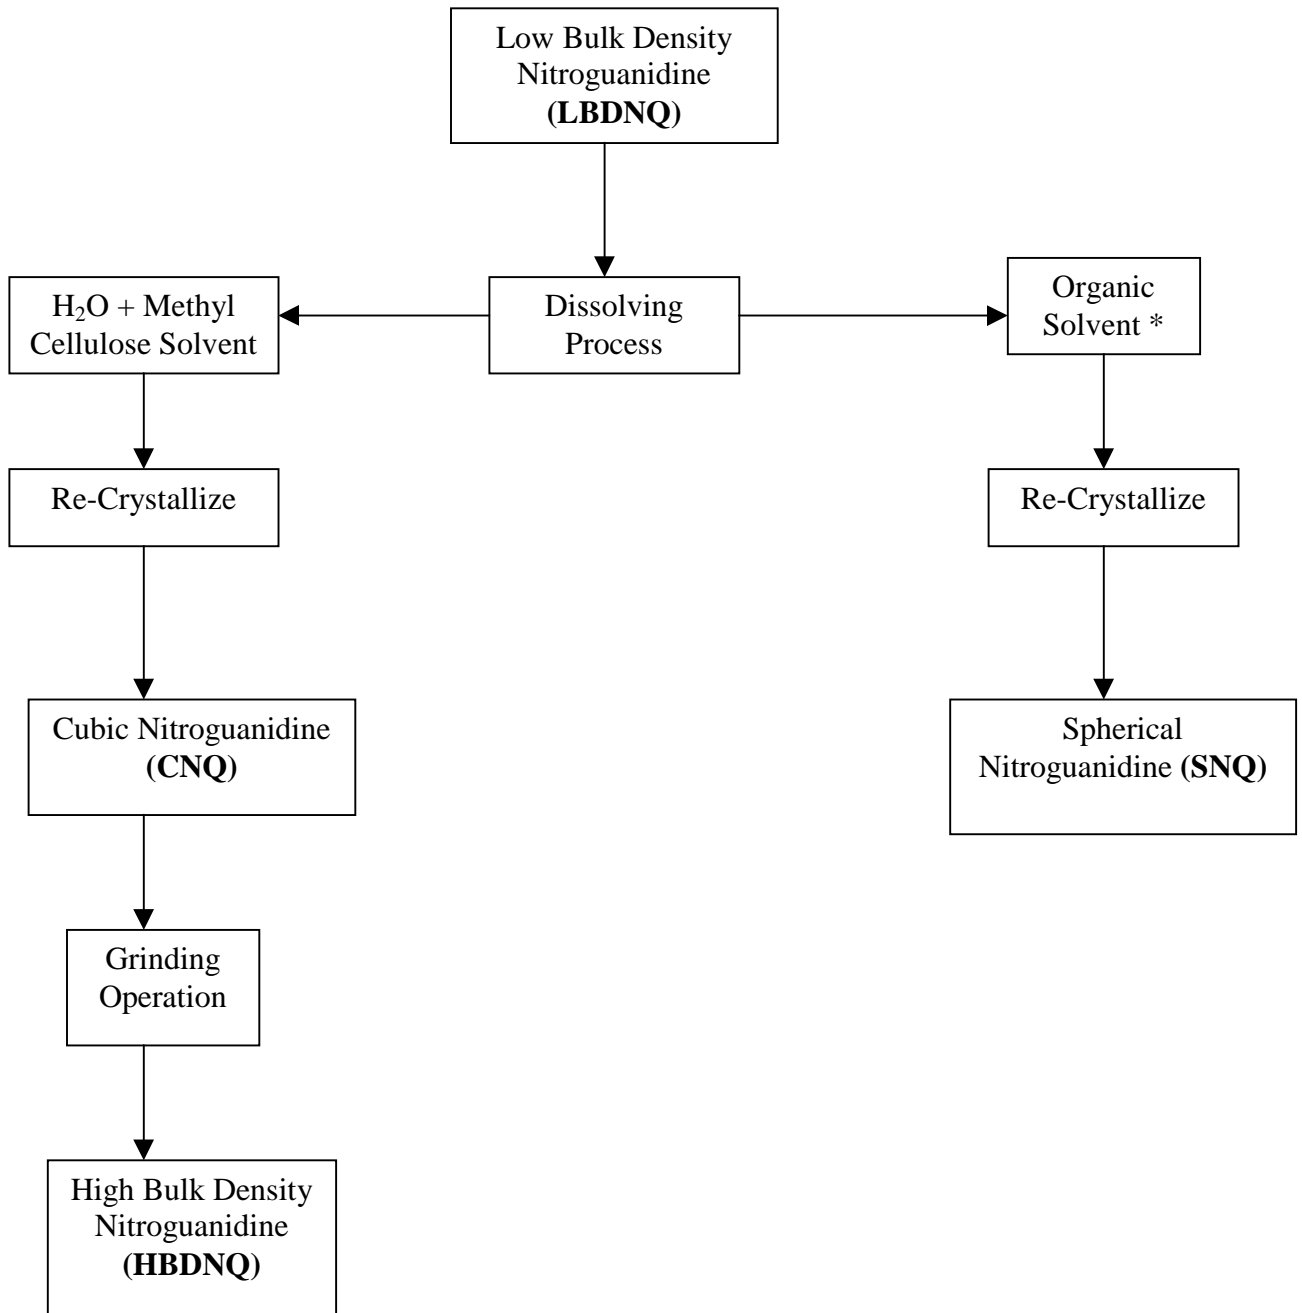 Low Bulk Density
Nitroguanidine
(LBDNQ)
H₂O + Methyl
Cellulose Solvent
Dissolving
Process
Organic
Solvent *
Re-Crystallize
Re-Crystallize
Cubic Nitroguanidine
(CNQ)
Spherical
Nitroguanidine (SNQ)
Grinding
Operation
High Bulk Density
Nitroguanidine
(HBDNQ)